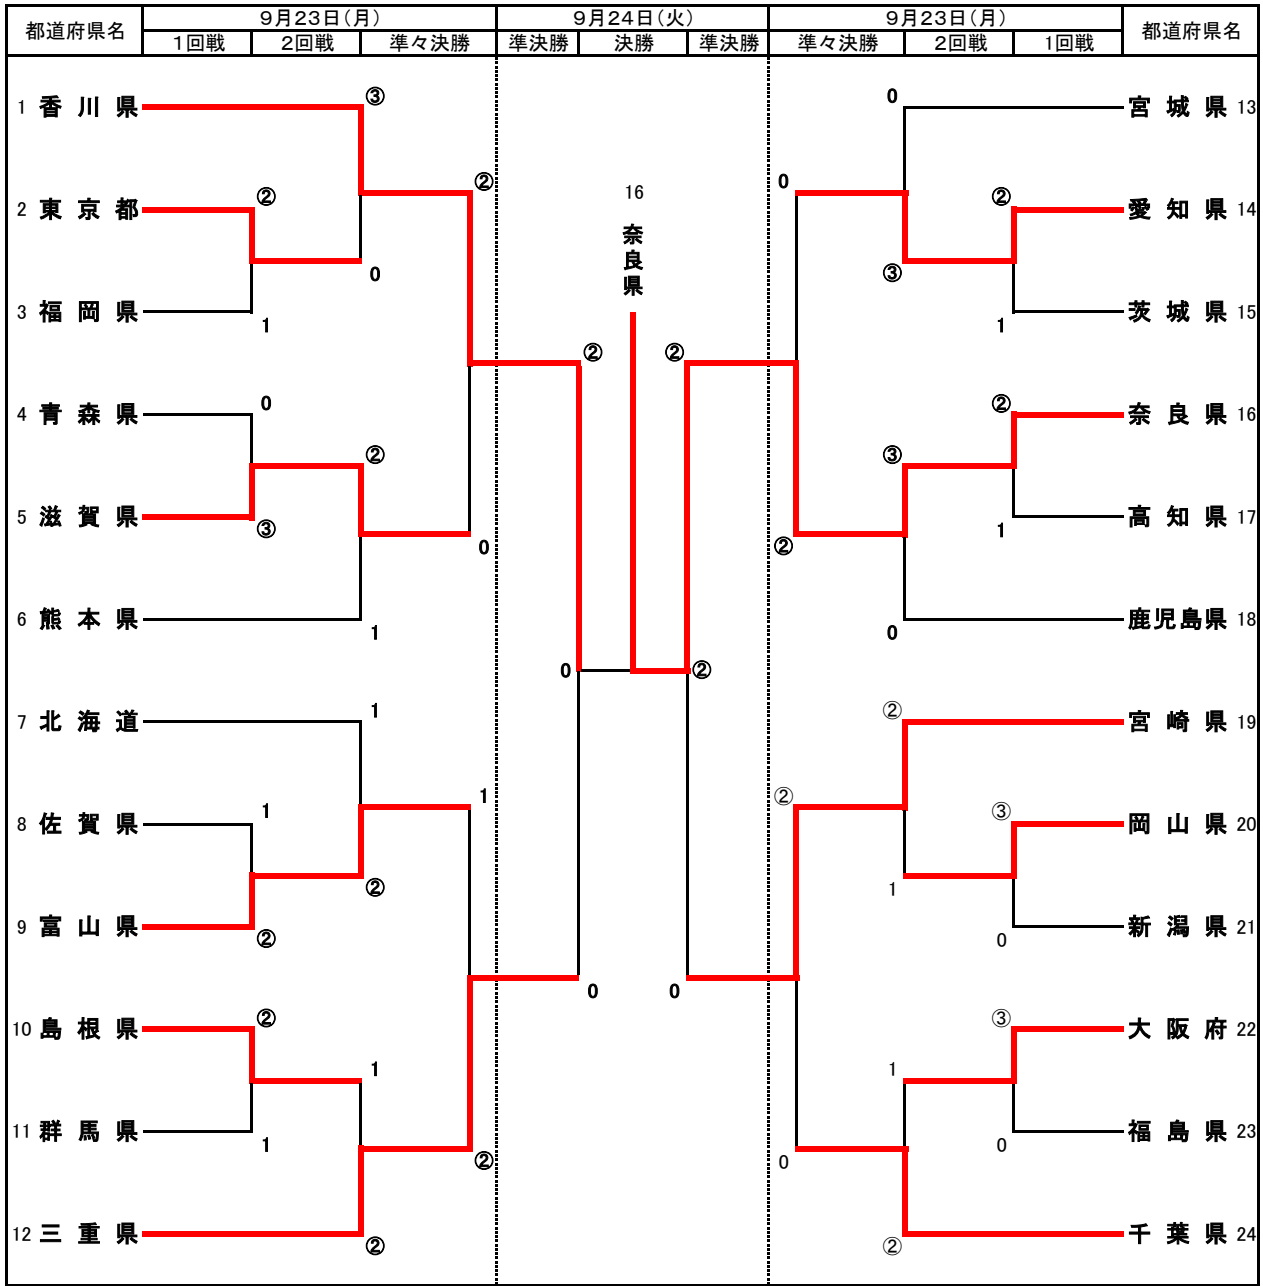 都道府県名 9月23日(月) 9月24日(火) 9月23日(月) 都道府県名
1回戦 2回戦 準々決勝 準決勝 決勝 準決勝 準々決勝 2回戦 1回戦
③ 0
1 香川県 宮城県 13
② 0
② 16 ②
2 東京都 愛知県 14
奈良県
0 ③
3 福岡県 茨城県 15
1 1
② ②
0 ②
4 青森県 奈良県 16
② ③
5 滋賀県 高知県 17
③ 1
0 ②
6 熊本県 鹿児島県 18
1 0
0 ②
1 ②
7 北海道 宮崎県 19
1 ②
1 ③
8 佐賀県 岡山県 20
② 1
9 富山県 新潟県 21
② 0
0 0
② ③
10 島根県 大阪府 22
1 1
11 群馬県 福島県 23
1 0
② 0
12 三重県 千葉県 24
② ②